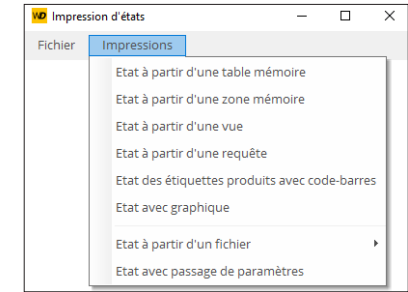 WD Impression d'états
Fichier Impressions
Etat à partir d'une table mémoire
Etat à partir d'une zone mémoire
Etat à partir d'une vue
Etat à partir d'une requête
Etat des étiquettes produits avec code-barres
Etat avec graphique
Etat à partir d'un fichier
Etat avec passage de paramètres